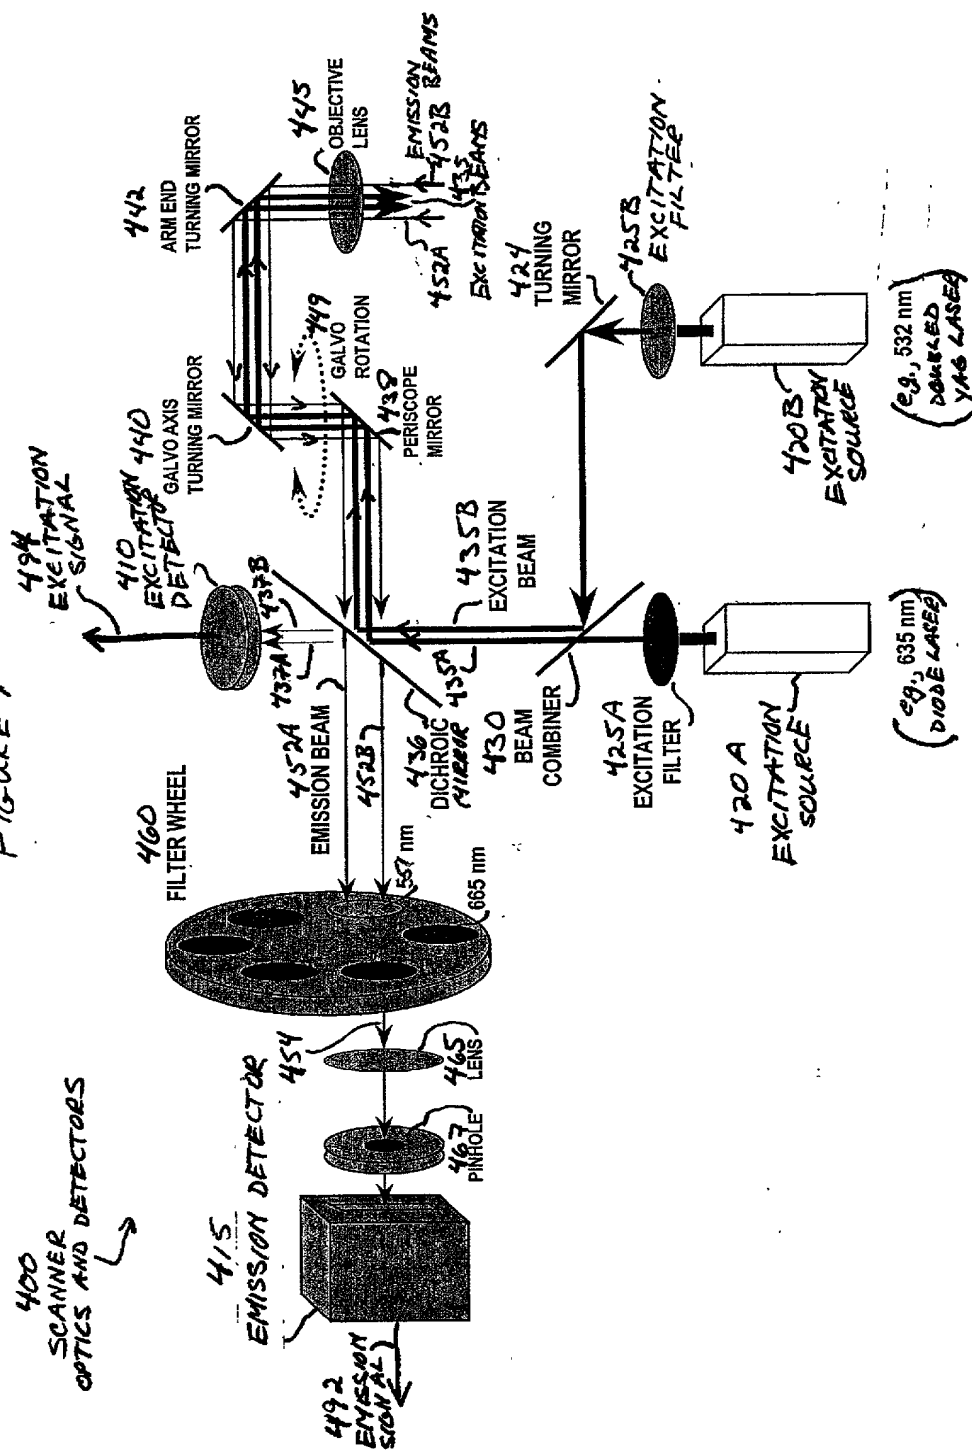 FIGURE 4
400
SCANNER
OPTICS AND DETECTORS
492
EMISSION
SIGNAL
415
EMISSION DETECTOR
467
PINHOLE
454
465
LENS
460
FILTER WHEEL
557 nm
665 nm
452A
EMISSION BEAM
452B
494
EXCITATION
SIGNAL
410
EXCITATION
DETECTOR
437A
437B
436
DICHROIC
MIRROR
435A
435B
EXCITATION
BEAM
430
BEAM
COMBINER
425A
EXCITATION
FILTER
420A
EXCITATION
SOURCE
(e.g., 635 nm
DIODE LASER)
440
GALVO AXIS
TURNING MIRROR
449
GALVO
ROTATION
438
PERISCOPE
MIRROR
442
ARM END
TURNING MIRROR
445
OBJECTIVE
LENS
EMISSION
452B BEAMS
435
452A
EXCITATION BEAMS
424
TURNING
MIRROR
425B
EXCITATION
FILTER
420B
EXCITATION
SOURCE
(e.g., 532 nm
DOUBLED
YAG LASER)